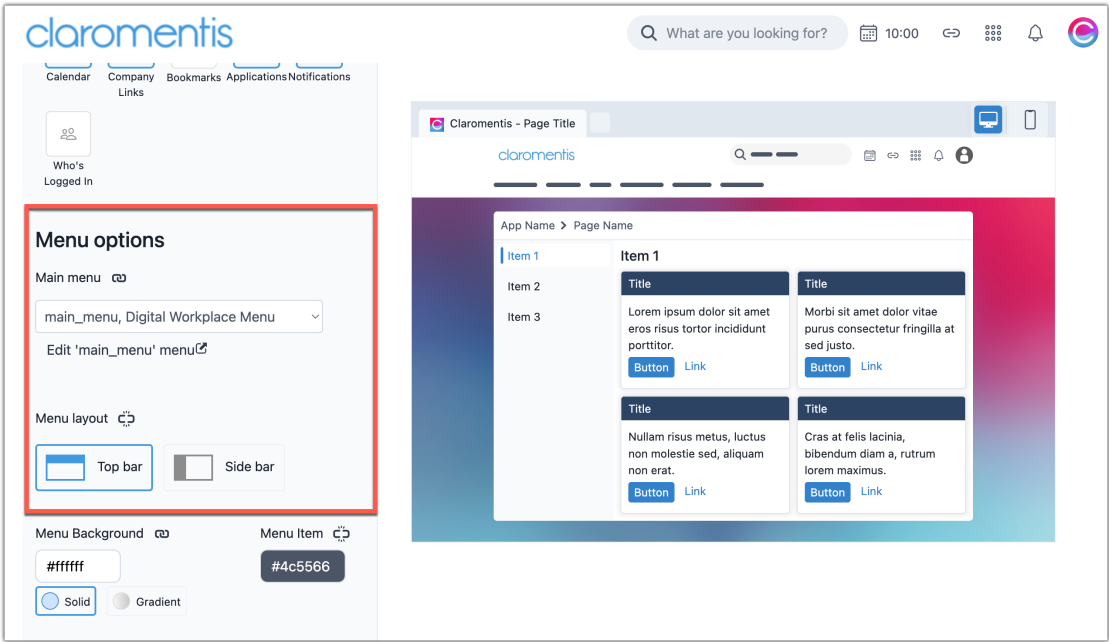 claromentis
What are you looking for?
10:00
Calendar
Company Links
Bookmarks
Applications
Notifications
Who's
Logged In
Menu options
Main menu
main_menu, Digital Workplace Menu
Edit 'main_menu' menu
Menu layout
Top bar
Side bar
Menu Background
Menu Item
#ffffff
#4c5566
Solid
Gradient
Claromentis - Page Title
claromentis
App Name > Page Name
Item 1
Item 2
Item 3
Item 1
Title
Lorem ipsum dolor sit amet
eros risus tortor incididunt
porttitor.
Button
Link
Title
Morbi sit amet dolor vitae
purus consectetur fringilla at
sed justo.
Button
Link
Title
Nullam risus metus, luctus
non molestie sed, aliquam
non erat.
Button
Link
Title
Cras at felis lacinia,
bibendum diam a, rutrum
lorem maximus.
Button
Link